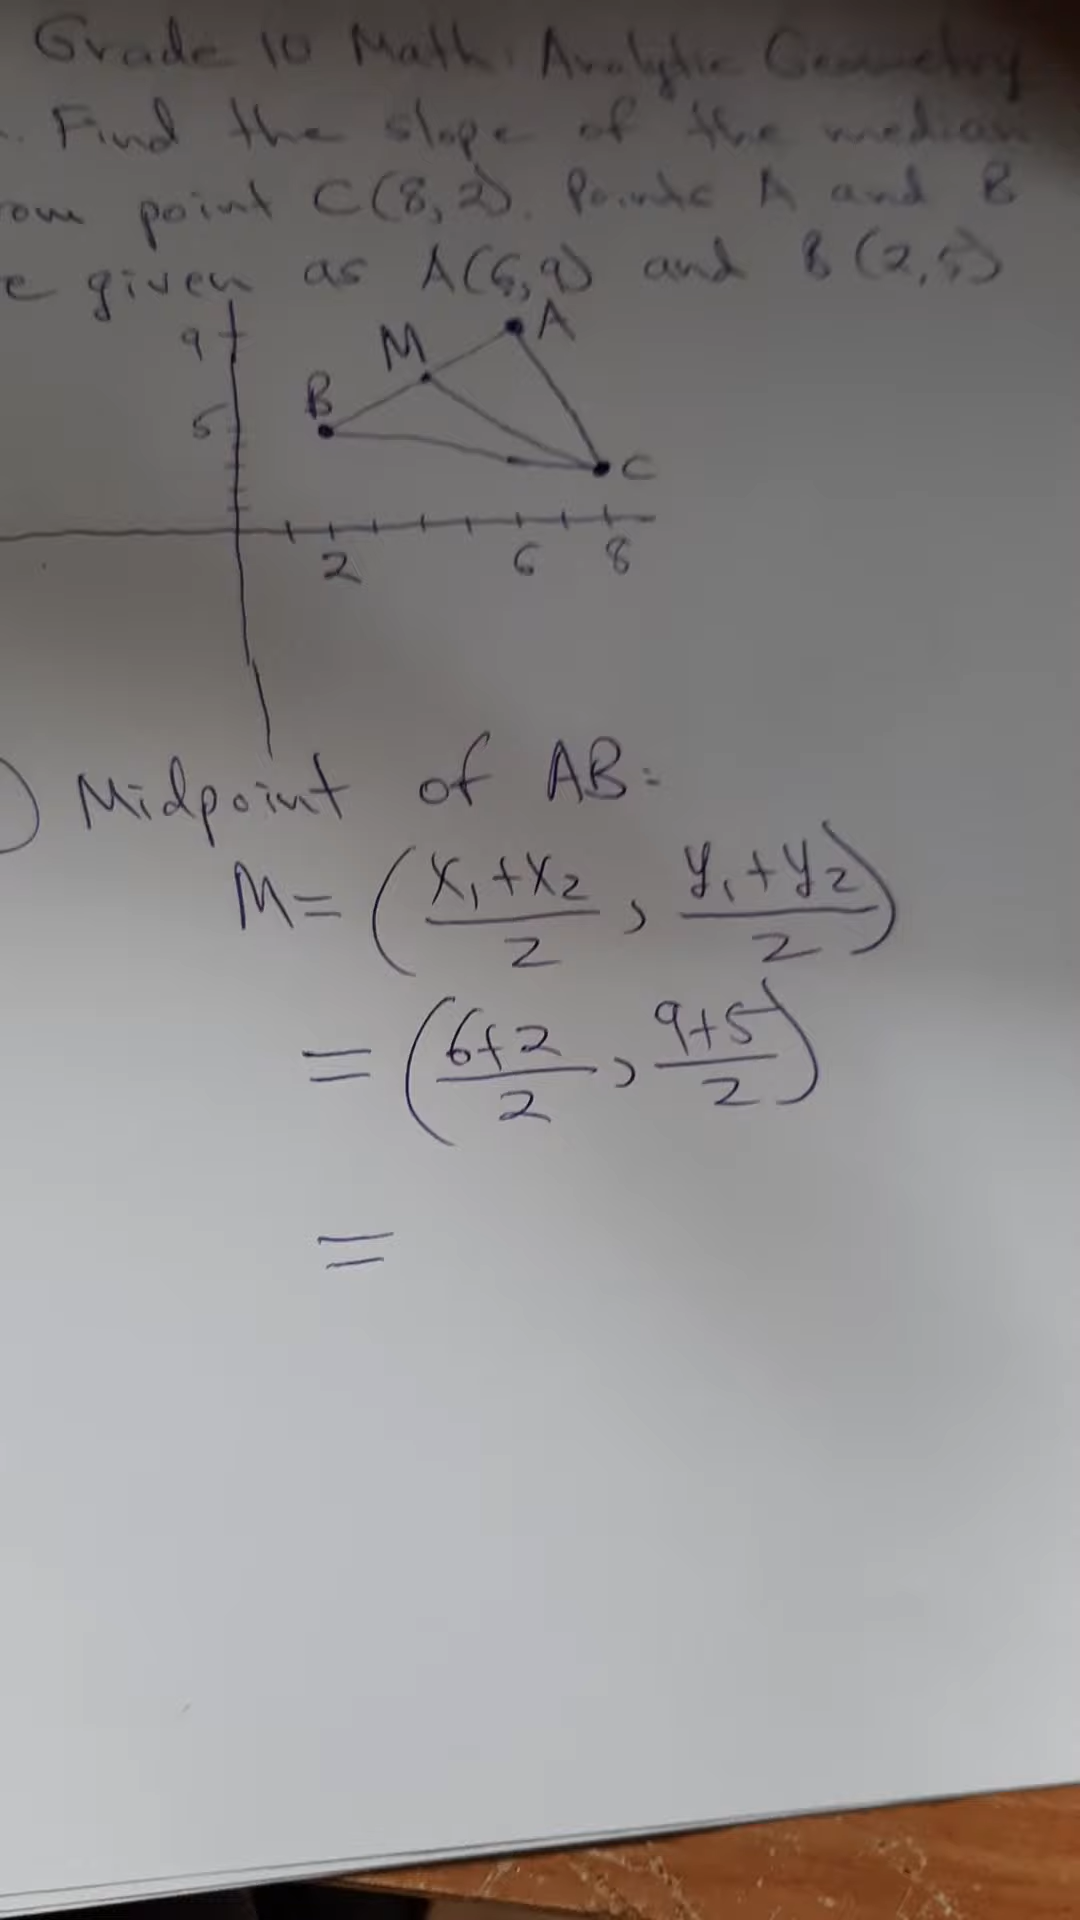 Grade 10 Math: Analytic Geometry
. Find the slope of the median
rom point C(8,2). Points A and B
e given as A(6,9) and B(2,5)
9
A
M
B
5
C
2 6 8
) Midpoint of AB:
M= (x₁+x₂/2, y₁+y₂/2)
= (6+2/2, 9+5/2)
=